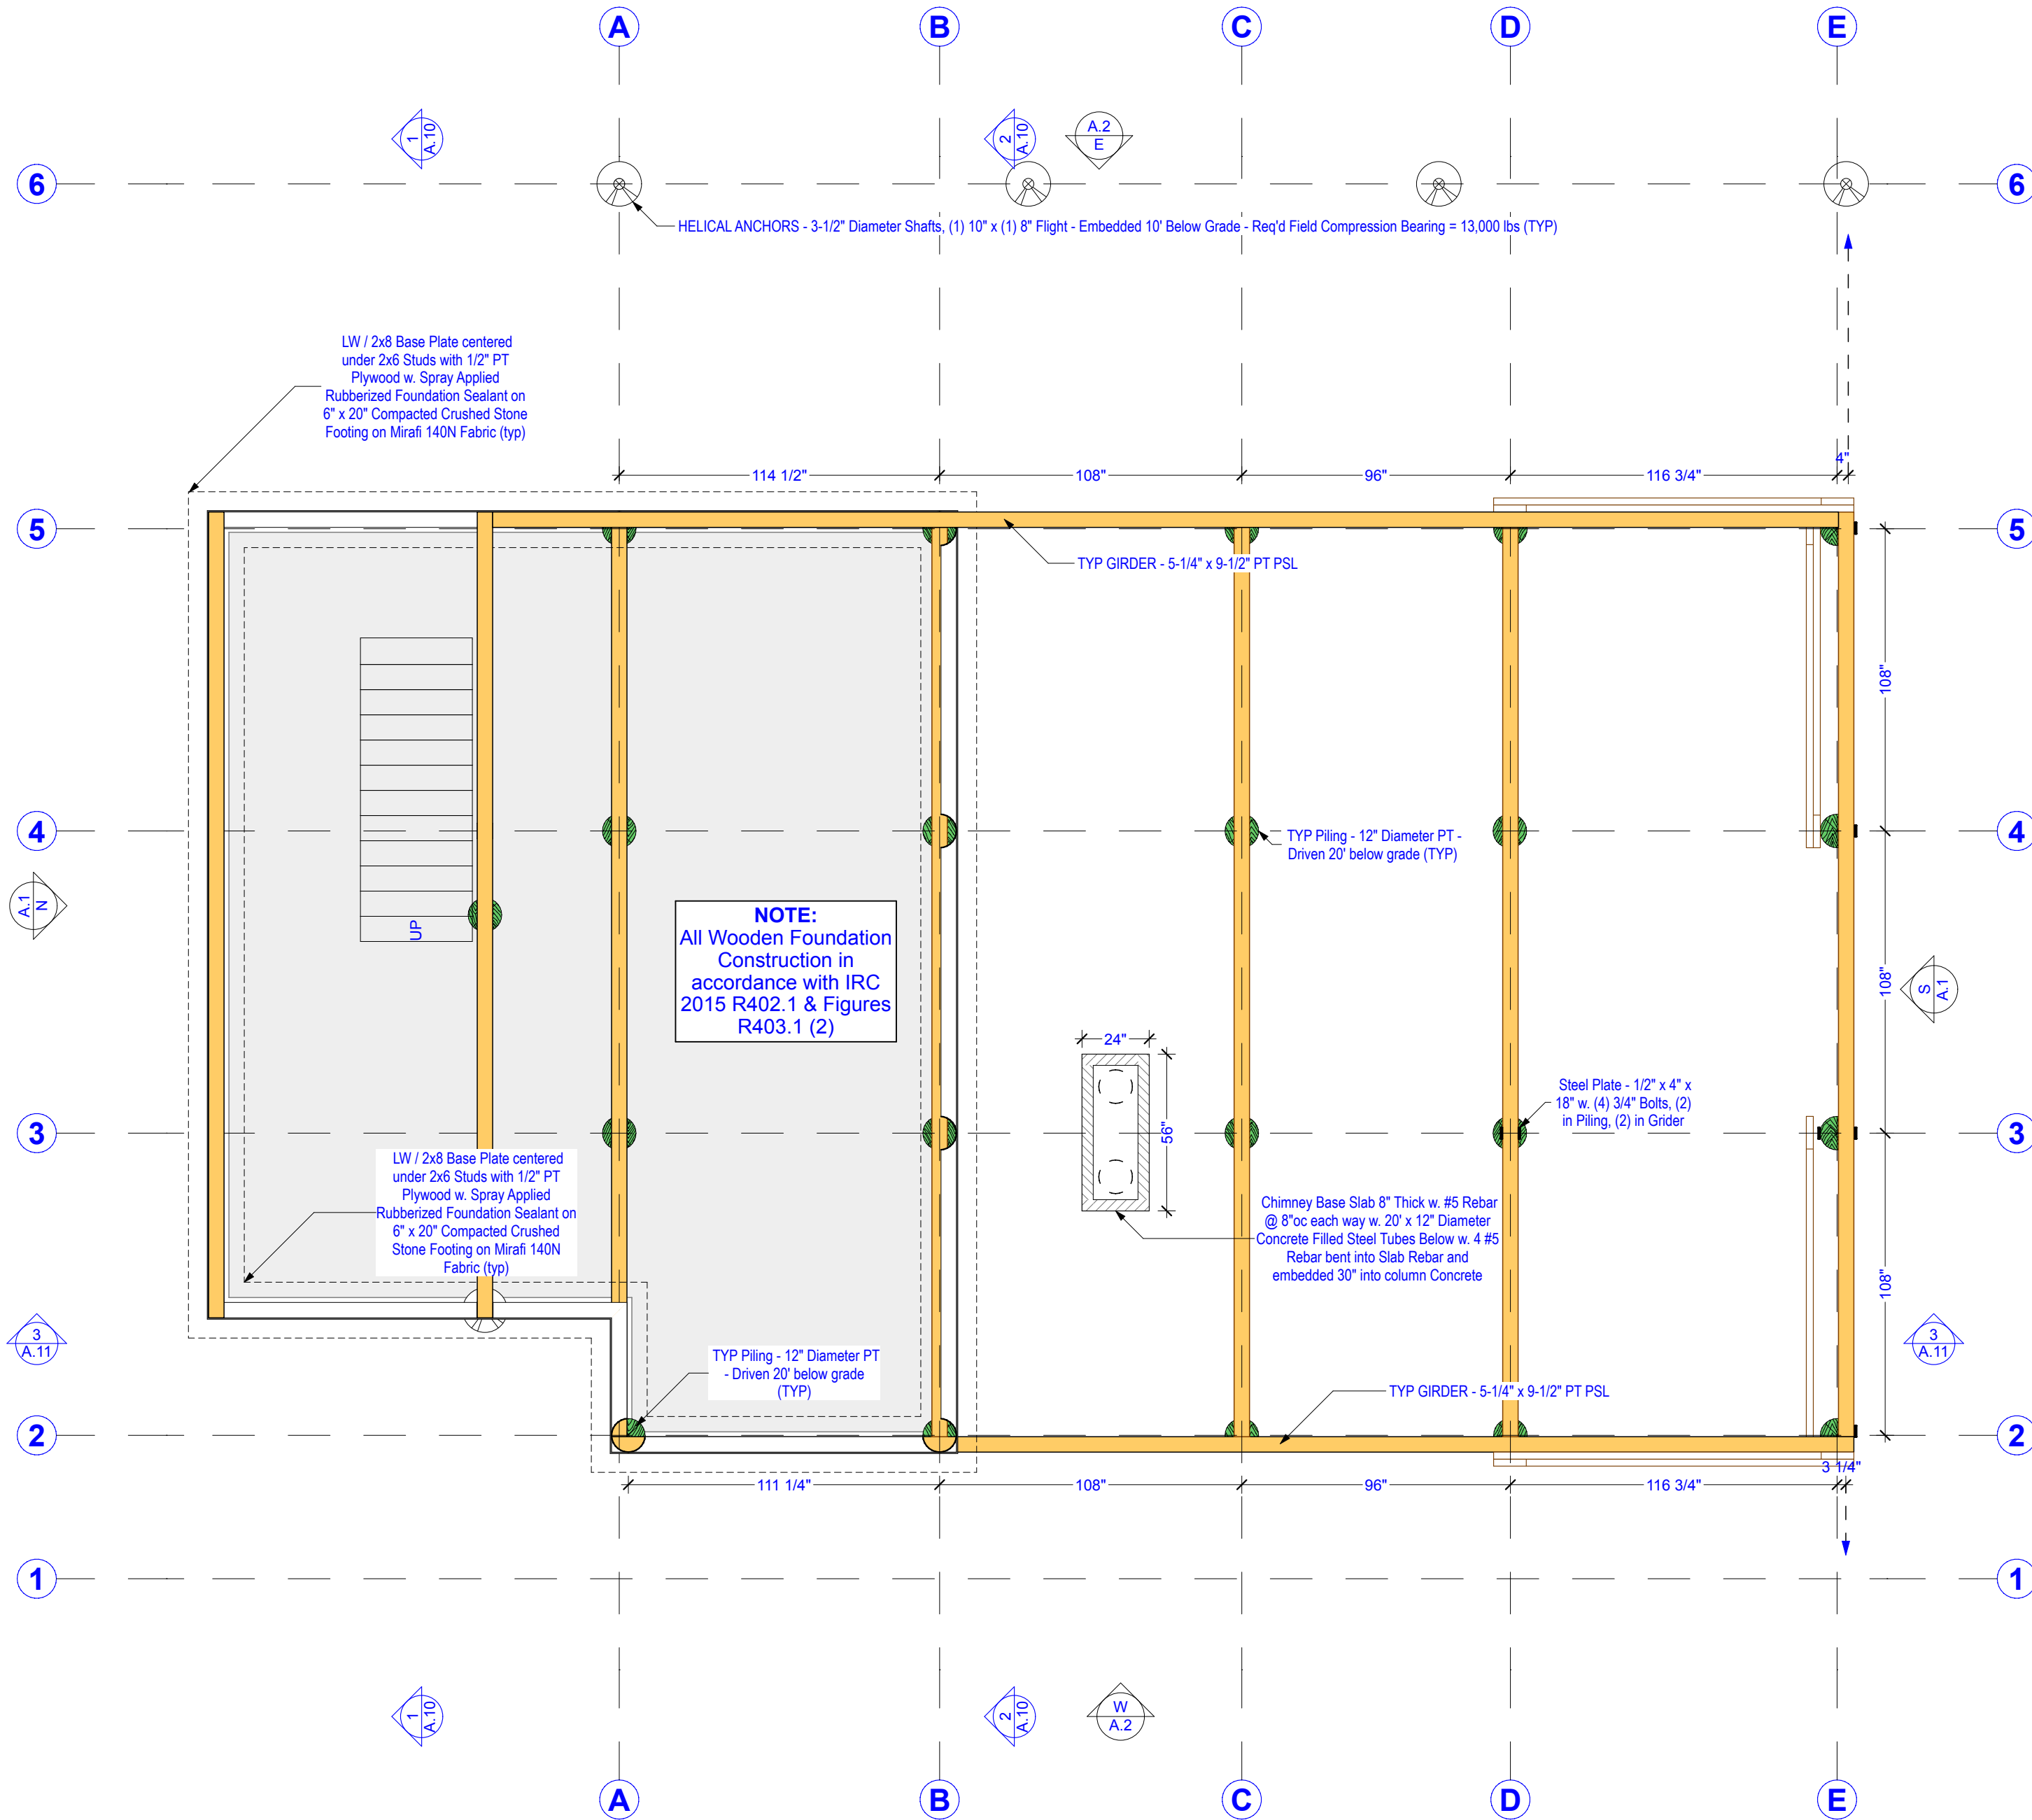 A
B
C
D
E
1
A.10
2
A.10
A.2
E
6
6
HELICAL ANCHORS - 3-1/2" Diameter Shafts, (1) 10" x (1) 8" Flight - Embedded 10' Below Grade - Req'd Field Compression Bearing = 13,000 lbs (TYP)
LW / 2x8 Base Plate centered
under 2x6 Studs with 1/2" PT
Plywood w. Spray Applied
Rubberized Foundation Sealant on
6" x 20" Compacted Crushed Stone
Footing on Mirafi 140N Fabric (typ)
114 1/2"
108"
96"
116 3/4"
4"
5
5
TYP GIRDER - 5-1/4" x 9-1/2" PT PSL
108"
4
4
TYP Piling - 12" Diameter PT -
Driven 20' below grade (TYP)
A.1
N
UP
NOTE:
All Wooden Foundation
Construction in
accordance with IRC
2015 R402.1 & Figures
R403.1 (2)
108"
S
A.1
24"
56"
Steel Plate - 1/2" x 4" x
18" w. (4) 3/4" Bolts, (2)
in Piling, (2) in Grider
3
3
LW / 2x8 Base Plate centered
under 2x6 Studs with 1/2" PT
Plywood w. Spray Applied
Rubberized Foundation Sealant on
6" x 20" Compacted Crushed
Stone Footing on Mirafi 140N
Fabric (typ)
Chimney Base Slab 8" Thick w. #5 Rebar
@ 8"oc each way w. 20' x 12" Diameter
Concrete Filled Steel Tubes Below w. 4 #5
Rebar bent into Slab Rebar and
embedded 30" into column Concrete
108"
3
A.11
3
A.11
TYP Piling - 12" Diameter PT
- Driven 20' below grade
(TYP)
TYP GIRDER - 5-1/4" x 9-1/2" PT PSL
2
2
3 1/4"
111 1/4"
108"
96"
116 3/4"
1
1
1
A.10
2
A.10
W
A.2
A
B
C
D
E